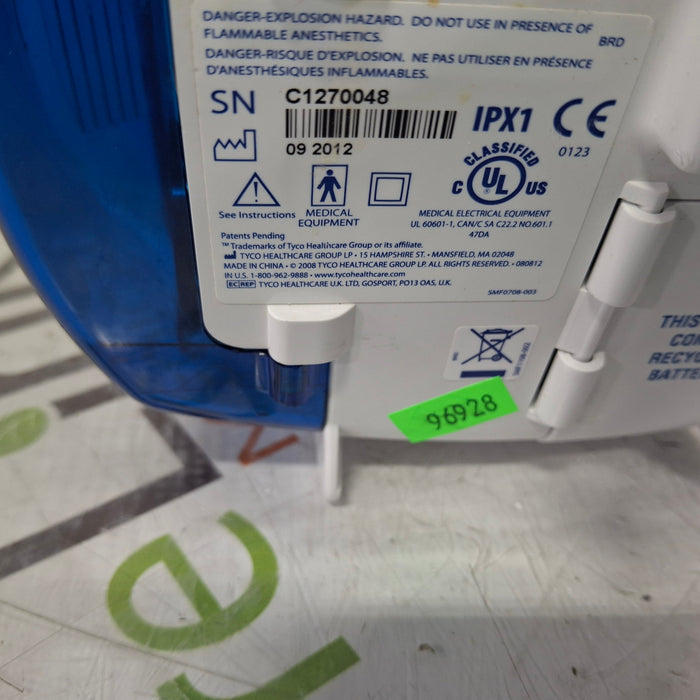 DANGER-EXPLOSION HAZARD. DO NOT USE IN PRESENCE OF
FLAMMABLE ANESTHETICS.
BRD
DANGER-RISQUE D'EXPLOSION. NE PAS UTILISER EN PRÉSENCE
D'ANESTHÉSIQUES INFLAMMABLES.
SN C1270048
IPX1 CE
0123
09 2012
CLASSIFIED
C UL US
See Instructions
MEDICAL
EQUIPMENT
MEDICAL ELECTRICAL EQUIPMENT
UL 60601-1, CAN/C SA C22.2 NO.601.1
47DA
Patents Pending
™ Trademarks of Tyco Healthcare Group or its affiliate.
TYCO HEALTHCARE GROUP LP • 15 HAMPSHIRE ST. • MANSFIELD, MA 02048
MADE IN CHINA • © 2008 TYCO HEALTHCARE GROUP LP. ALL RIGHTS RESERVED. • 080812
IN U.S. 1-800-962-9888 • www.tycohealthcare.com
EC REP TYCO HEALTHCARE U.K. LTD, GOSPORT, PO13 OAS, U.K.
SMF0708-003
THIS
CO
RECY
BATTE
96928
re